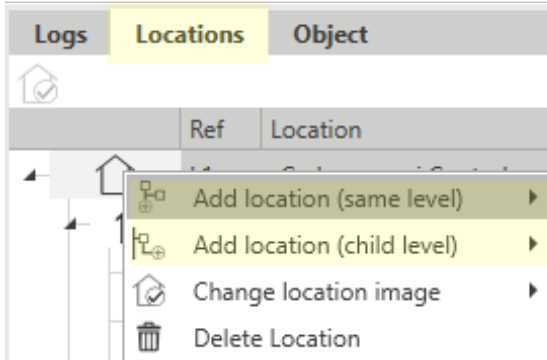 Logs Locations Object
Ref Location
Add location (same level)
Add location (child level)
Change location image
Delete Location